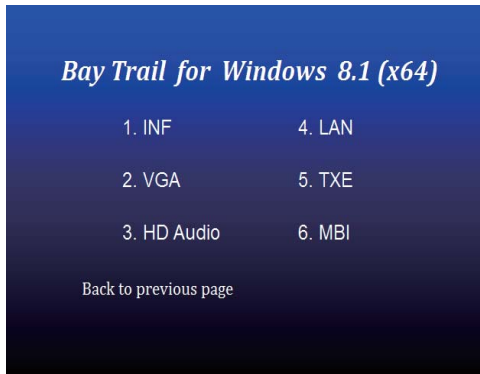 Bay Trail for Windows 8.1 (x64)
1. INF
4. LAN
2. VGA
5. TXE
3. HD Audio
6. MBI
Back to previous page